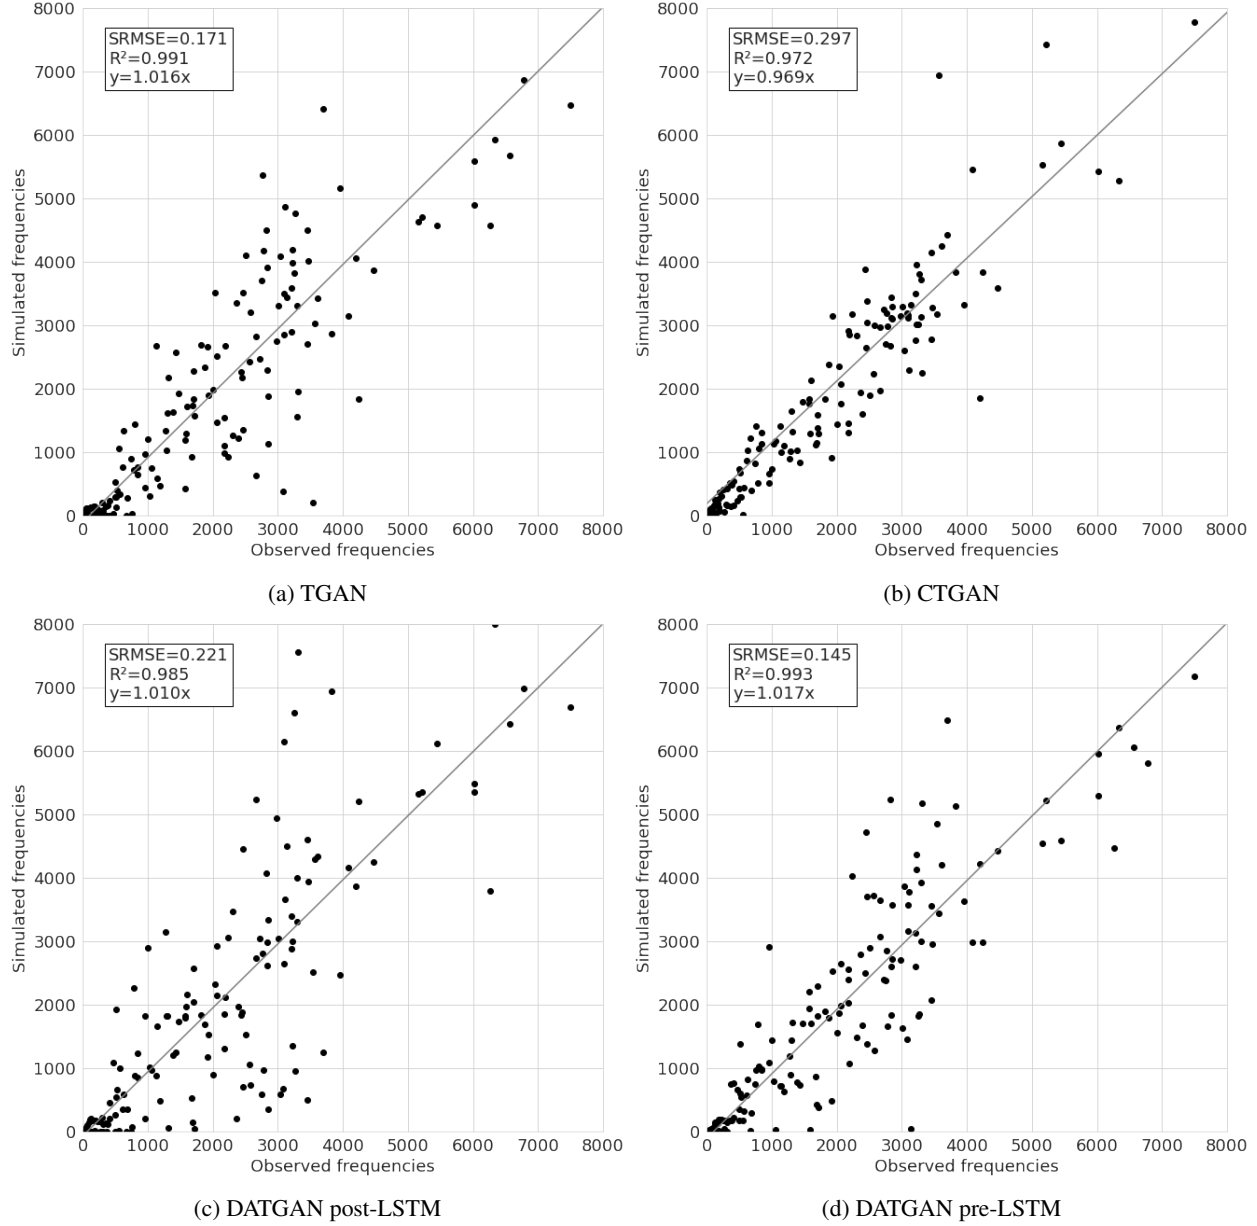 8000
7000
6000
5000
4000
3000
2000
1000
0
Simulated frequencies
SRMSE=0.171
R²=0.991
y=1.016x
0 1000 2000 3000 4000 5000 6000 7000 8000
Observed frequencies
(a) TGAN
8000
7000
6000
5000
4000
3000
2000
1000
0
Simulated frequencies
SRMSE=0.297
R²=0.972
y=0.969x
0 1000 2000 3000 4000 5000 6000 7000 8000
Observed frequencies
(b) CTGAN
8000
7000
6000
5000
4000
3000
2000
1000
0
Simulated frequencies
SRMSE=0.221
R²=0.985
y=1.010x
0 1000 2000 3000 4000 5000 6000 7000 8000
Observed frequencies
(c) DATGAN post-LSTM
8000
7000
6000
5000
4000
3000
2000
1000
0
Simulated frequencies
SRMSE=0.145
R²=0.993
y=1.017x
0 1000 2000 3000 4000 5000 6000 7000 8000
Observed frequencies
(d) DATGAN pre-LSTM